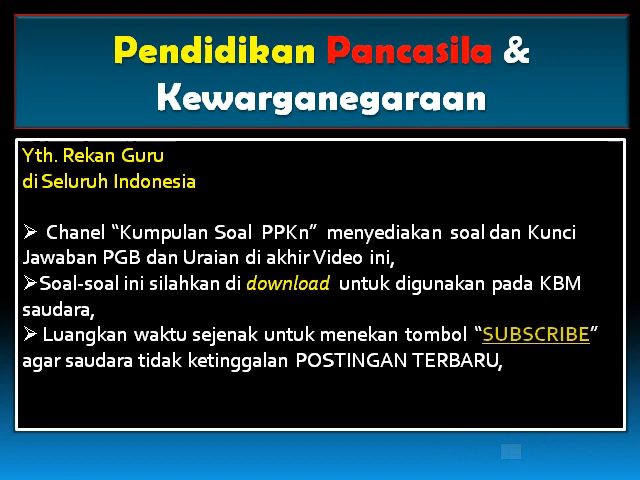 Pendidikan Pancasila &
Kewarganegaraan
Yth. Rekan Guru
di Seluruh Indonesia
➢ Chanel “Kumpulan Soal PPKn” menyediakan soal dan Kunci
Jawaban PGB dan Uraian di akhir Video ini,
➢Soal-soal ini silahkan di download untuk digunakan pada KBM
saudara,
➢ Luangkan waktu sejenak untuk menekan tombol “SUBSCRIBE”
agar saudara tidak ketinggalan POSTINGAN TERBARU,